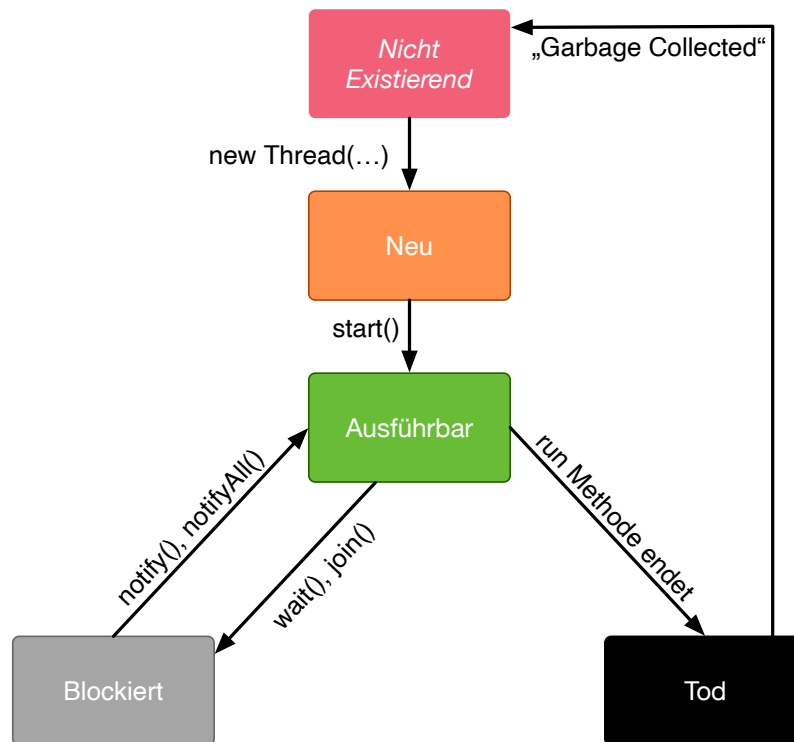 Nicht
Existierend
„Garbage Collected“
new Thread(…)
Neu
start()
Ausführbar
notify(), notifyAll()
wait(), join()
run Methode endet
Blockiert
Tod